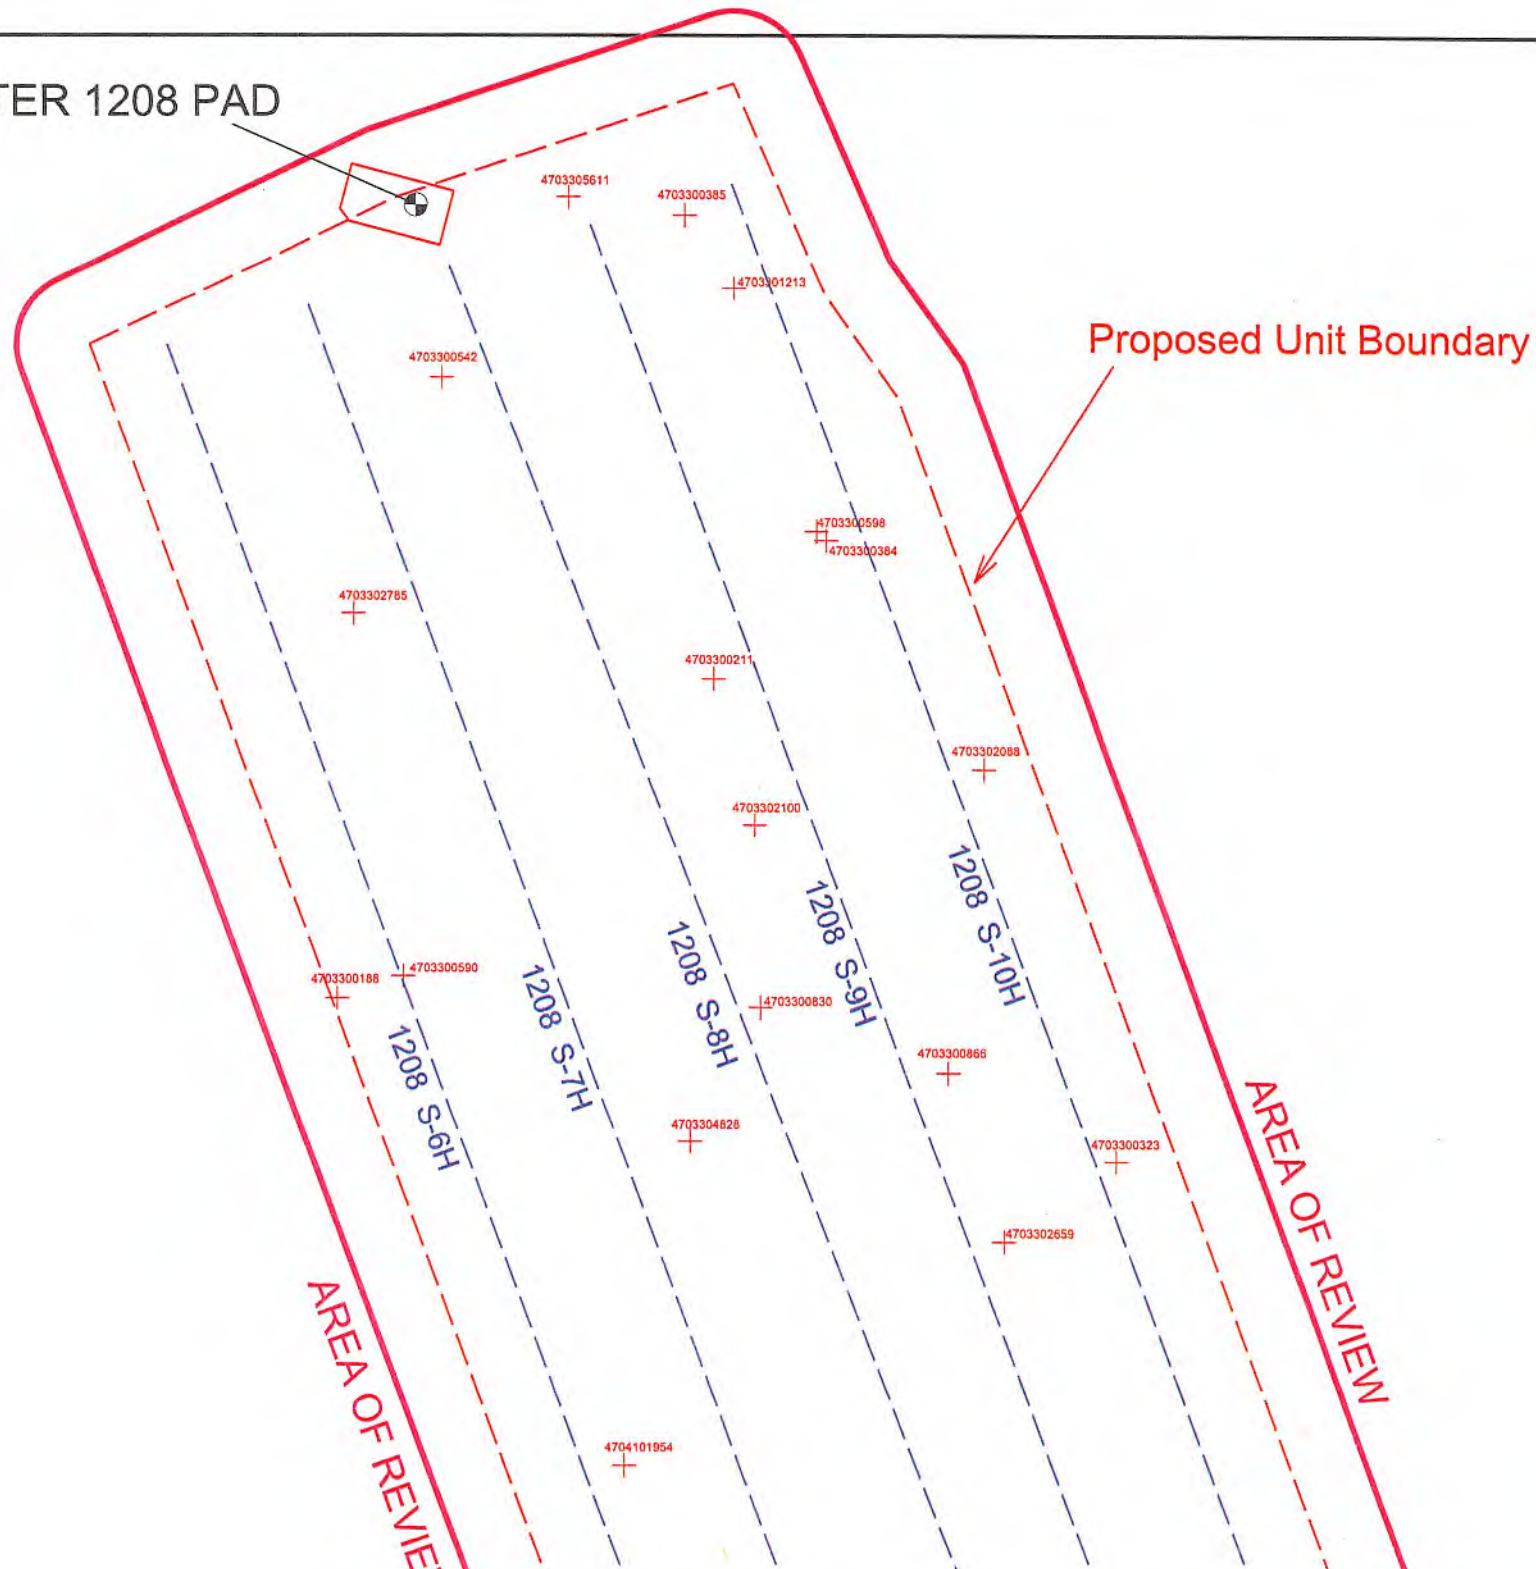 TER 1208 PAD
4703305611
4703300385
4703301213
Proposed Unit Boundary
4703300542
4703300598
4703300384
4703302785
4703300211
4703302088
4703302100
1208 S-10H
1208 S-9H
1208 S-8H
4703300590
4703300188
1208 S-7H
4703300830
1208 S-6H
4703300866
4703304828
4703300323
AREA OF REVIEW
4703302659
AREA OF REVIE
4704101954